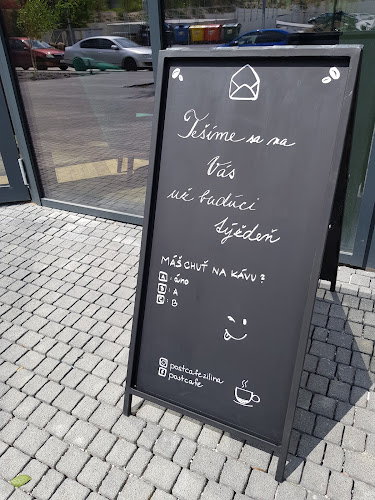 Tešíme sa na
Vás
už budúci
týždeň
MÁŠ CHUŤ NA KÁVU?
A : áno
B : A
C : B
postcafezilina
postcafe